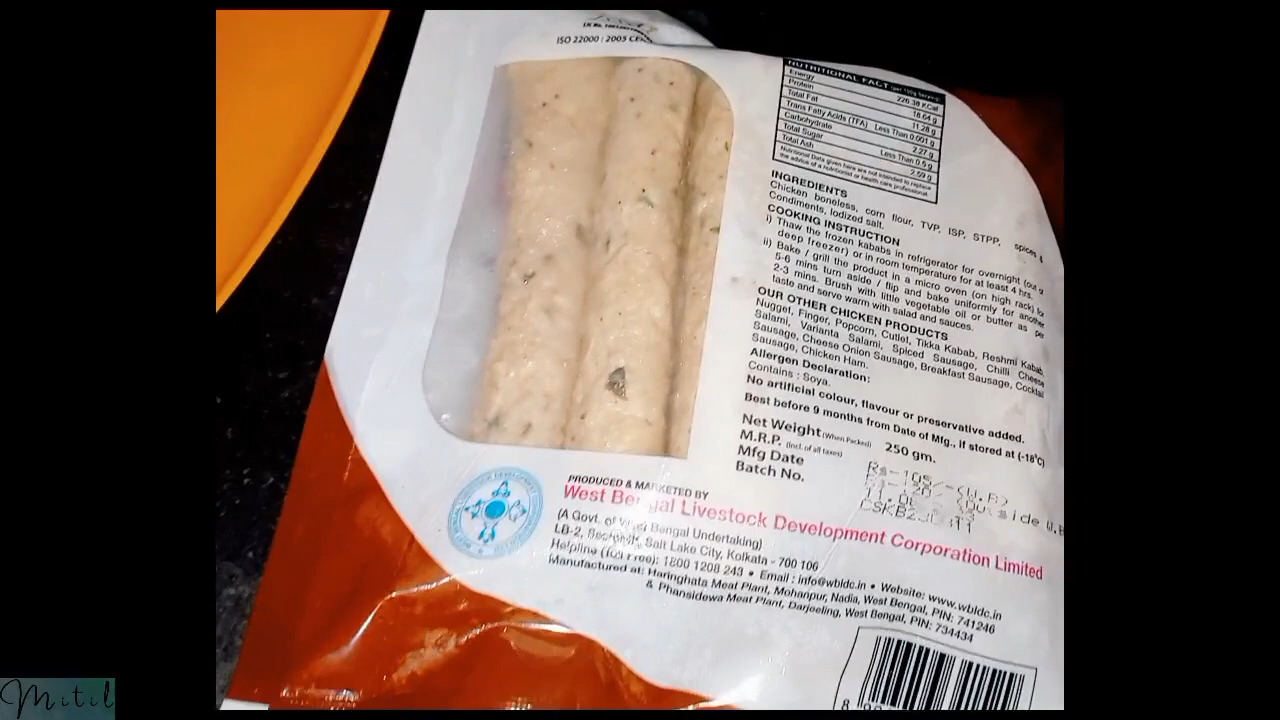 ISO 22000 : 2005 CER
NUTRITIONAL FACT (per 100g Serving)
Energy 226.38 KCal
Protein 18.64 g
Total Fat 11.28 g
Trans Fatty Acids (TFA) Less Than 0.001 g
Carbohydrate 2.27 g
Total Sugar Less Than 0.5 g
Total Ash 2.59 g
Nutritional Data given here are not intended to replace
the advice of a nutritionist or health care professional.
INGREDIENTS
Chicken boneless, corn flour, TVP, ISP, STPP, spices &
Condiments, Iodized salt.
COOKING INSTRUCTION
i) Thaw the frozen kababs in refrigerator for overnight (out of
deep freezer) or in room temperature for at least 4 hrs.
ii) Bake / grill the product in a micro oven (on high rack) for
5-6 mins turn aside / flip and bake uniformly for another
2-3 mins. Brush with little vegetable oil or butter as per
taste and serve warm with salad and sauces.
OUR OTHER CHICKEN PRODUCTS
Nugget, Finger, Popcorn, Cutlet, Tikka Kabab, Reshmi Kabab,
Salami, Varianta Salami, Spiced Sausage, Chilli Cheese
Sausage, Cheese Onion Sausage, Breakfast Sausage, Cocktail
Sausage, Chicken Ham.
Allergen Declaration:
Contains : Soya.
No artificial colour, flavour or preservative added.
Best before 9 months from Date of Mfg., if stored at (-18°C)
Net Weight (When Packed) 250 gm.
M.R.P. (incl. of all taxes)
Mfg Date
Batch No.
PRODUCED & MARKETED BY
West Bengal Livestock Development Corporation Limited
(A Govt. of West Bengal Undertaking)
LB-2, Salt Lake City, Kolkata - 700 106
Helpline (Toll Free): 1800 1208 243 • Email : info@wbldc.in • Website: www.wbldc.in
Manufactured at: Haringhata Meat Plant, Mohanpur, Nadia, West Bengal, PIN: 741246
& Phansidewa Meat Plant, Darjeeling, West Bengal, PIN: 734434
8
Mitil